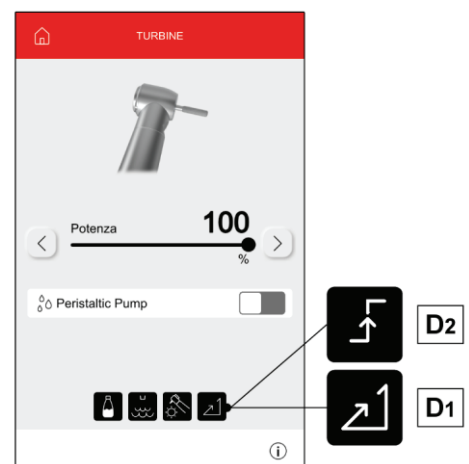 TURBINE
Potenza
100
%
Peristaltic Pump
D2
D1
i